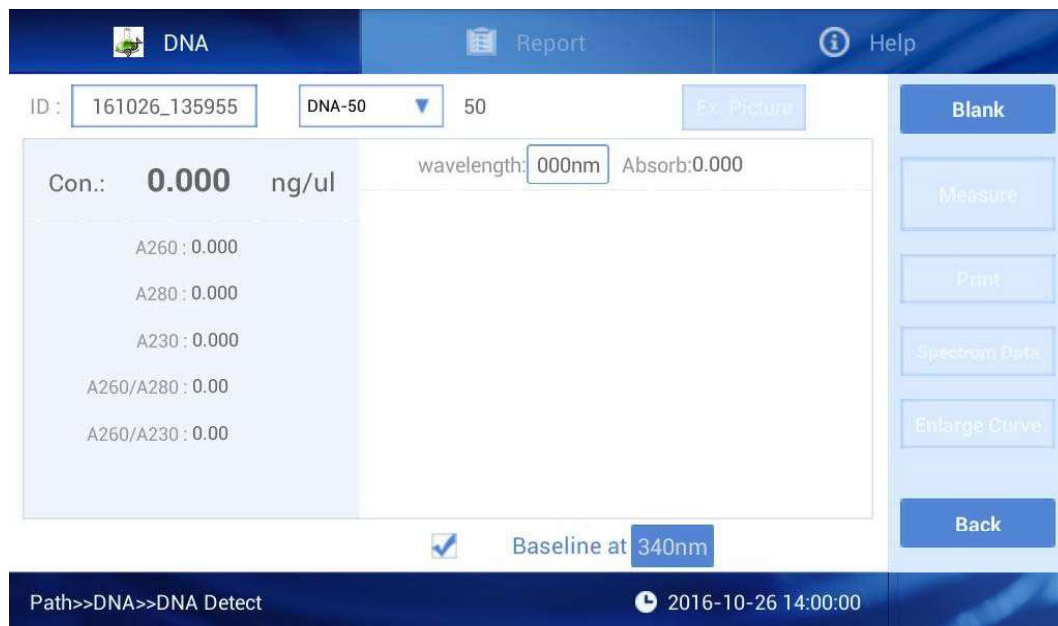 DNA
Report
Help
ID : 161026_135955 DNA-50 50 Ex. Picture
Blank
Con.: 0.000 ng/ul
wavelength: 000nm Absorb:0.000
Measure
A260 : 0.000
A280 : 0.000
Print
A230 : 0.000
Spectrum Data
A260/A280 : 0.00
A260/A230 : 0.00
Enlarge Curve
Baseline at 340nm
Back
Path>>DNA>>DNA Detect
2016-10-26 14:00:00